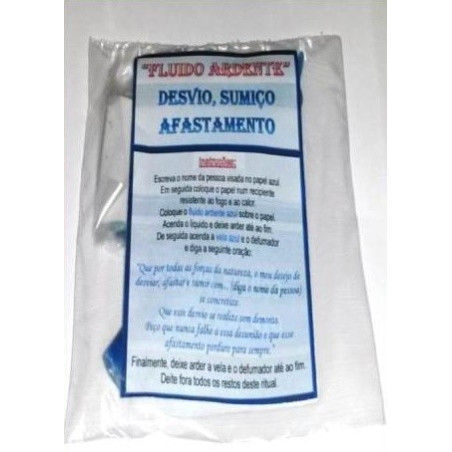 "FLUIDO ARDENTE"
DESVIO, SUMIÇO
AFASTAMENTO
Instruções:
Escreva o nome da pessoa visada no papel azul.
Em seguida coloque o papel num recipiente
resistente ao fogo e ao calor.
Coloque o fluido ardente azul sobre o papel.
Acenda o líquido e deixe arder até ao fim.
De seguida acenda a vela azul e o defumador
e diga a seguinte oração:
"Que por todas as forças da natureza, o meu desejo de
desviar, afastar e sumir com... (diga o nome da pessoa)
se concretize.
Que este desvio se realize sem demora.
Peço que nunca falhe a essa desunião e que esse
afastamento perdure para sempre."
Finalmente, deixe arder a vela e o defumador até ao fim.
Deite fora todos os restos deste ritual.